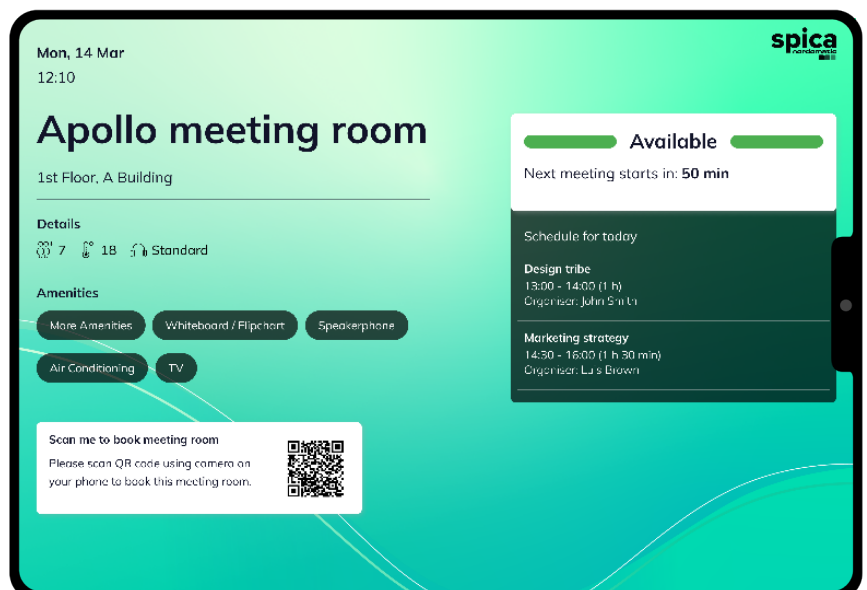 Mon, 14 Mar
12:10
spica
Apollo meeting room
1st Floor, A Building
Details
7 18 Standard
Amenities
More Amenities Whiteboard / Flipchart Speakerphone
Air Conditioning TV
Scan me to book meeting room
Please scan QR code using camera on
your phone to book this meeting room.
Available
Next meeting starts in: 50 min
Schedule for today
Design tribe
13:00 - 14:00 (1 h)
Organiser: John Smith
Marketing strategy
14:30 - 16:00 (1 h 30 min)
Organiser: Luis Brown